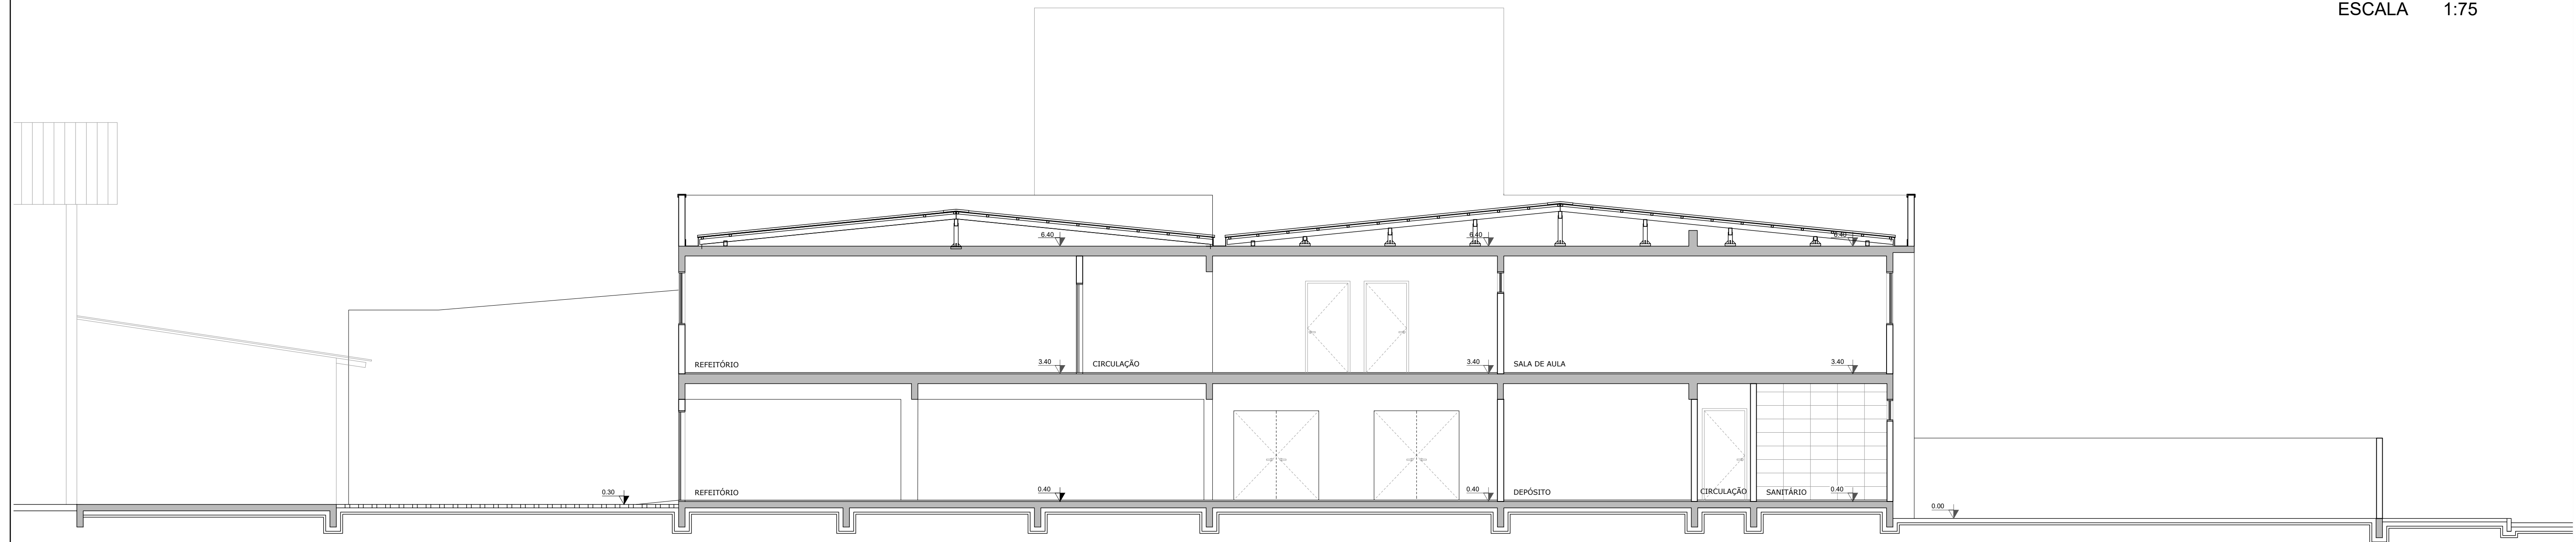 ESCALA 1:75
6.40 6.40 6.40
REFEITÓRIO 3.40 CIRCULAÇÃO 3.40 SALA DE AULA 3.40
0.30 REFEITÓRIO 0.40 0.40 DEPÓSITO CIRCULAÇÃO SANITÁRIO 0.40
0.00